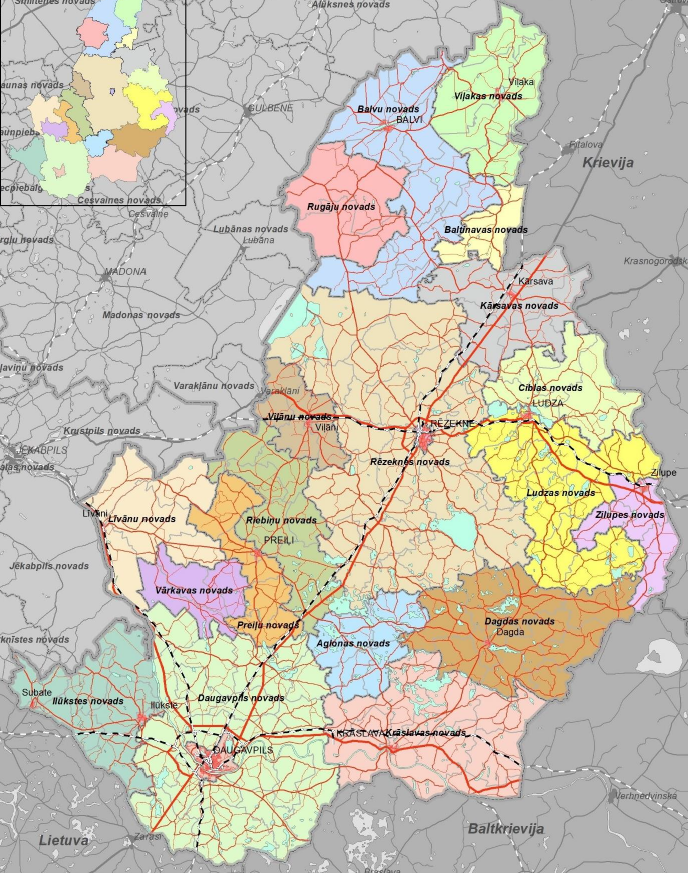 Smiltenes novads
Alūksnes novads
Viļaka
Viļakas novads
Balvu novads
BALVI
GULBENE
Pitalova
Krievija
Rugāju novads
Cesvaines novads
Cesvaine
Lubānas novads
Lubāna
Baltinavas novads
Krasnogorodsk
MADONA
Kārsava
Kārsavas novads
Madonas novads
Varakļānu novads
Varakļāni
Ciblas novads
LUDZA
Viļānu novads
Viļāni
RĒZEKNE
Krustpils novads
JĒKABPILS
Rēzeknes novads
Zilupe
Ludzas novads
Līvāni
Līvānu novads
Riebiņu novads
Zilupes novads
PREIĻI
Jēkabpils novads
Vārkavas novads
Preiļu novads
Dagdas novads
Dagda
Aglonas novads
Subate
Ilūkstes novads
Ilūkste
Daugavpils novads
KRĀSLAVA
Krāslavas novads
DAUGAVPILS
Verhnedvinska
Zarasi
Lietuva
Baltkrievija
Braslava